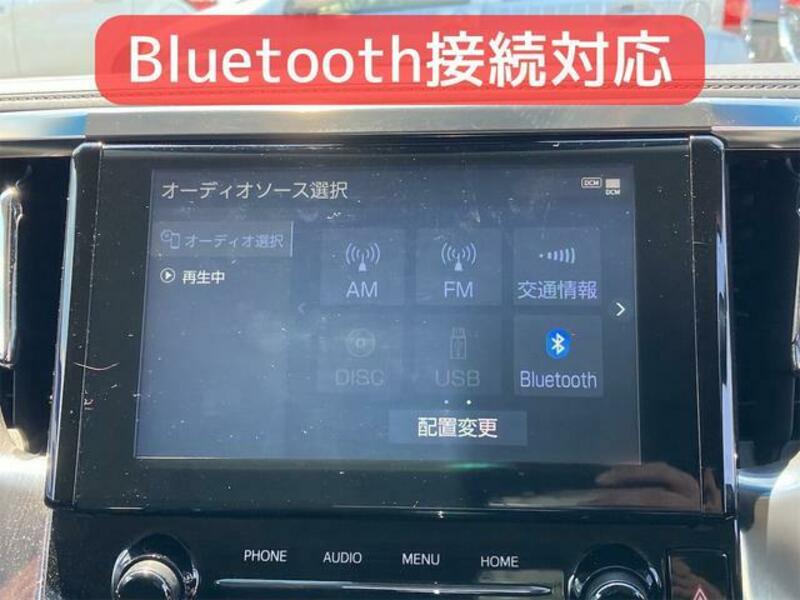 Bluetooth接続対応
オーディオソース選択
DCM
DCM
オーディオ選択
再生中
AM
FM
交通情報
DISC
USB
Bluetooth
配置変更
PHONE
AUDIO
MENU
HOME